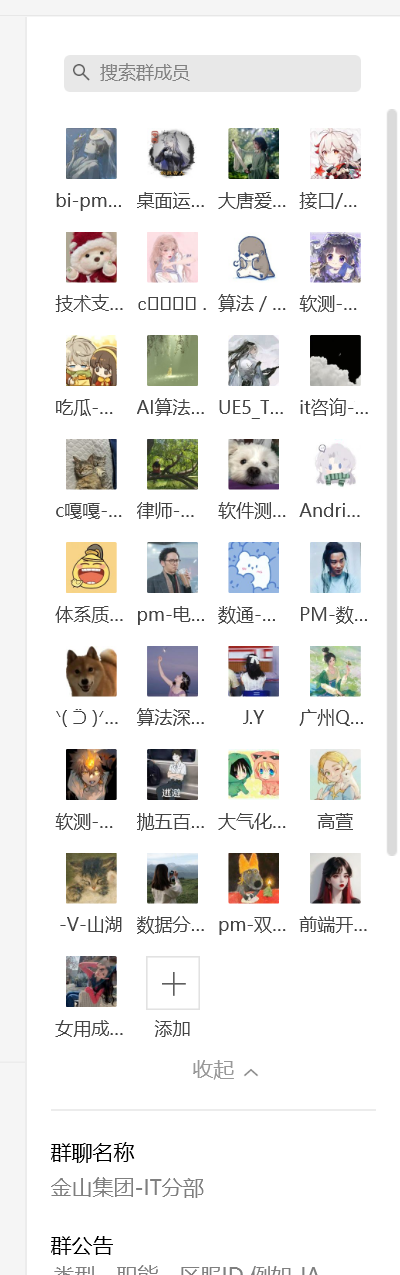 搜索群成员
bi-pm... 桌面运... 大唐爱... 接口/...
技术支... c▯▯▯▯ . 算法 / ... 软测-...
吃瓜-... AI算法... UE5_T... it咨询-...
c嘎嘎-... 律师-... 软件测... Andri...
体系质... pm-电... 数通-... PM-数...
算法深... J.Y 广州Q...
逃避
软测-... 抛五百... 大气化... 高萱
-V-山湖 数据分... pm-双... 前端开...
女用成... 添加
收起
群聊名称
金山集团-IT分部
群公告